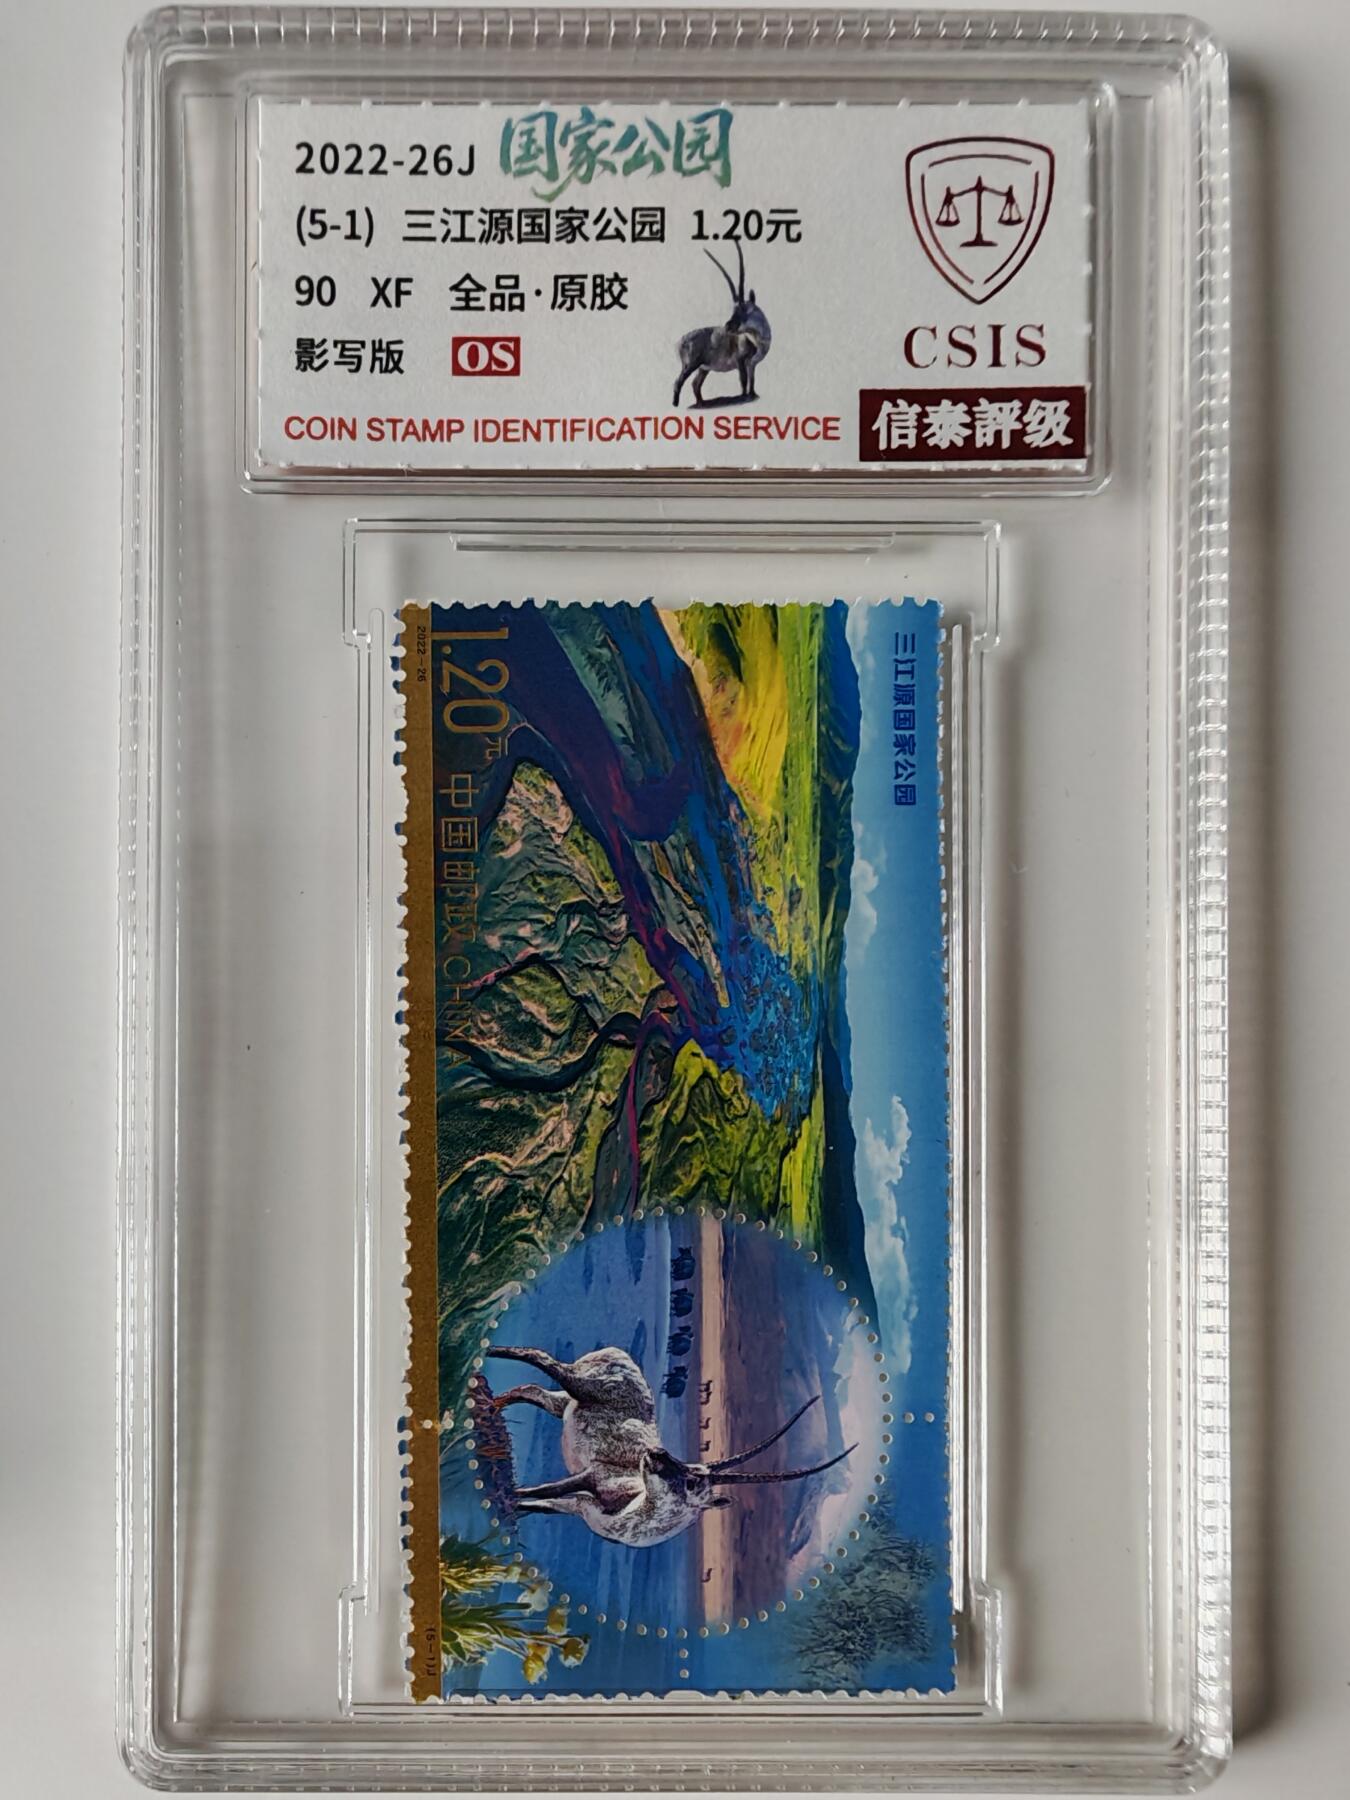 2022-26J 国家公园
(5-1) 三江源国家公园 1.20元
90 XF 全品·原胶
影写版 OS
COIN STAMP IDENTIFICATION SERVICE
CSIS
信泰評级
三江源国家公园
1.20元 中国邮政 CHINA
2022-26
(5-1)J